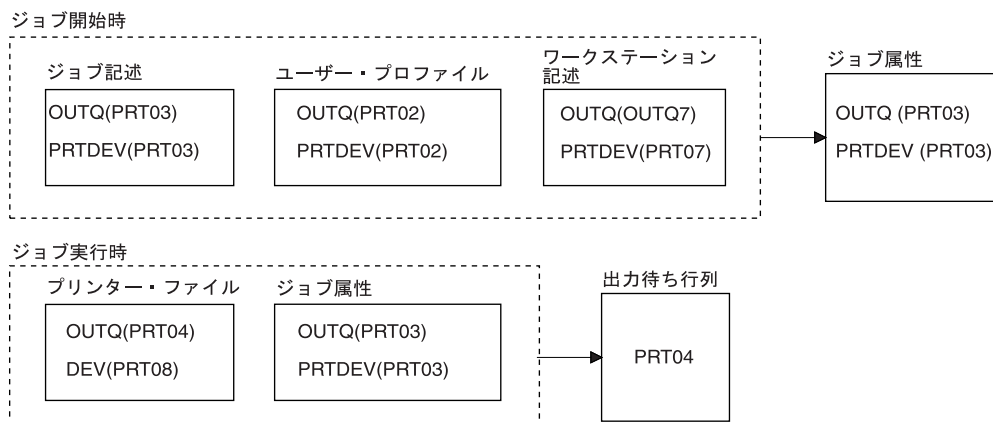 ジョブ開始時
ジョブ記述
OUTQ(PRT03)
PRTDEV(PRT03)
ユーザー・プロファイル
OUTQ(PRT02)
PRTDEV(PRT02)
ワークステーション
記述
OUTQ(OUTQ7)
PRTDEV(PRT07)
ジョブ属性
OUTQ (PRT03)
PRTDEV (PRT03)
ジョブ実行時
プリンター・ファイル
OUTQ(PRT04)
DEV(PRT08)
ジョブ属性
OUTQ(PRT03)
PRTDEV(PRT03)
出力待ち行列
PRT04